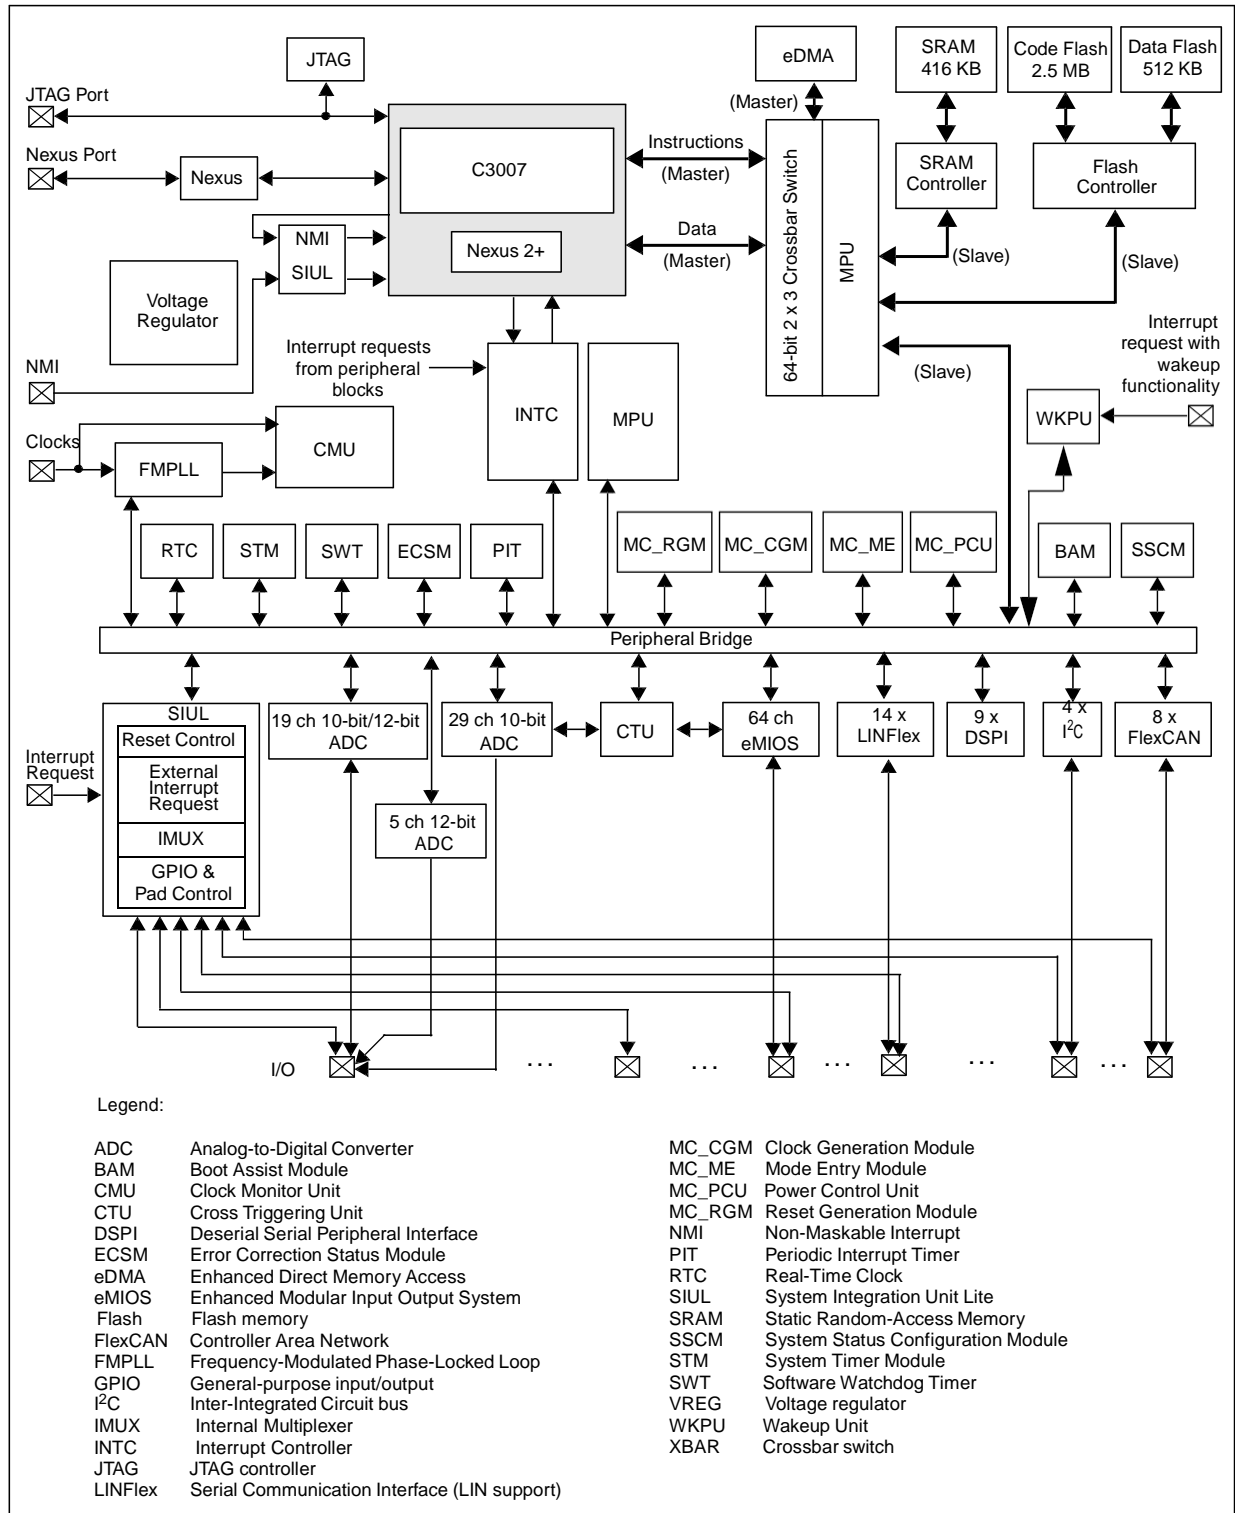 JTAG
eDMA
SRAM
416 KB
Code Flash
2.5 MB
Data Flash
512 KB
JTAG Port
(Master)
Nexus Port
Nexus
C3007
Instructions
(Master)
SRAM
Controller
Flash
Controller
NMI
SIUL
Nexus 2+
Data
(Master)
64-bit 2 x 3 Crossbar Switch
MPU
(Slave)
(Slave)
Voltage
Regulator
Interrupt requests
from peripheral
blocks
(Slave)
Interrupt
request with
wakeup
functionality
NMI
INTC
MPU
WKPU
Clocks
FMPLL
CMU
RTC
STM
SWT
ECSM
PIT
MC_RGM
MC_CGM
MC_ME
MC_PCU
BAM
SSCM
Peripheral Bridge
SIUL
Reset Control
External
Interrupt
Request
IMUX
GPIO &
Pad Control
Interrupt
Request
19 ch 10-bit/12-bit
ADC
29 ch 10-bit
ADC
CTU
64 ch
eMIOS
14 x
LINFlex
9 x
DSPI
4 x
I2C
8 x
FlexCAN
5 ch 12-bit
ADC
I/O
. . .
. . .
. . .
. . .
. . .
Legend:
ADC Analog-to-Digital Converter
BAM Boot Assist Module
CMU Clock Monitor Unit
CTU Cross Triggering Unit
DSPI Deserial Serial Peripheral Interface
ECSM Error Correction Status Module
eDMA Enhanced Direct Memory Access
eMIOS Enhanced Modular Input Output System
Flash Flash memory
FlexCAN Controller Area Network
FMPLL Frequency-Modulated Phase-Locked Loop
GPIO General-purpose input/output
I2C Inter-Integrated Circuit bus
IMUX Internal Multiplexer
INTC Interrupt Controller
JTAG JTAG controller
LINFlex Serial Communication Interface (LIN support)
MC_CGM Clock Generation Module
MC_ME Mode Entry Module
MC_PCU Power Control Unit
MC_RGM Reset Generation Module
NMI Non-Maskable Interrupt
PIT Periodic Interrupt Timer
RTC Real-Time Clock
SIUL System Integration Unit Lite
SRAM Static Random-Access Memory
SSCM System Status Configuration Module
STM System Timer Module
SWT Software Watchdog Timer
VREG Voltage regulator
WKPU Wakeup Unit
XBAR Crossbar switch